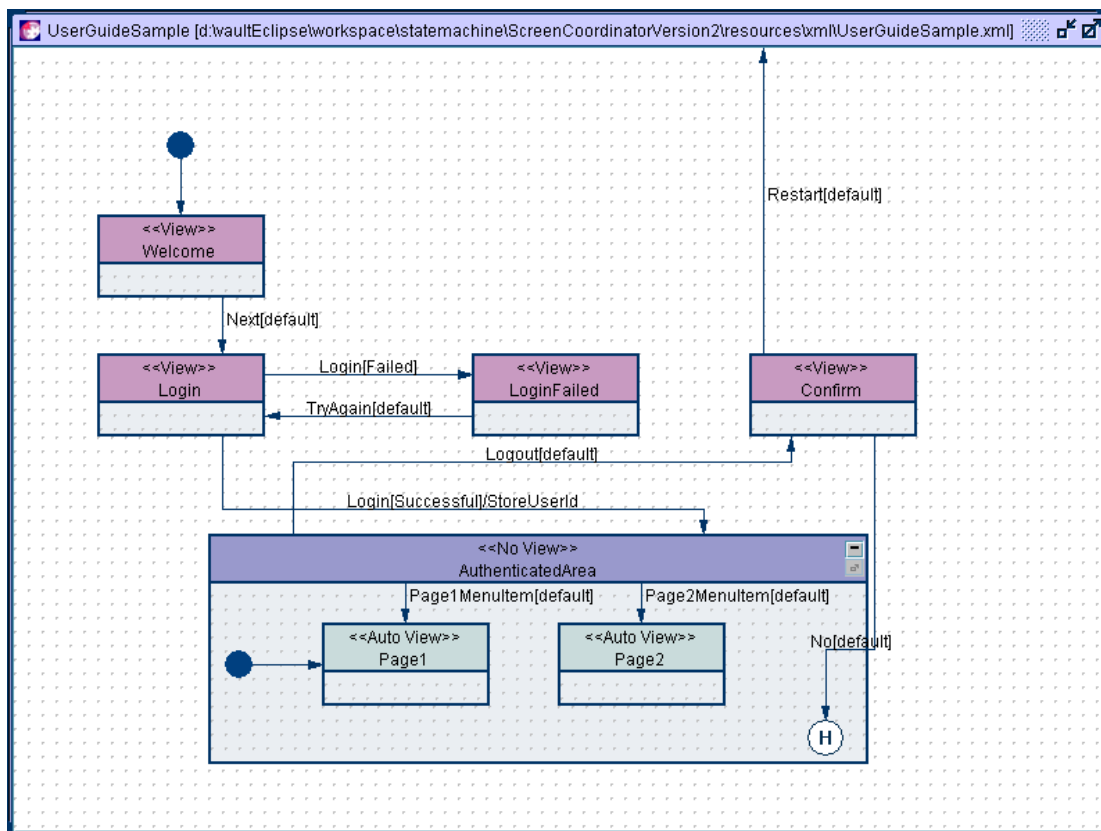 UserGuideSample [d:\vaultEclipse\workspace\statemachine\ScreenCoordinatorVersion2\resources\xml\UserGuideSample.xml]
Restart[default]
<<View>>
Welcome
Next[default]
<<View>>
Login
Login[Failed]
TryAgain[default]
<<View>>
LoginFailed
<<View>>
Confirm
Logout[default]
Login[Successful]/StoreUserId
<<No View>>
AuthenticatedArea
Page1MenuItem[default]
Page2MenuItem[default]
<<Auto View>>
Page1
<<Auto View>>
Page2
No[default]
H